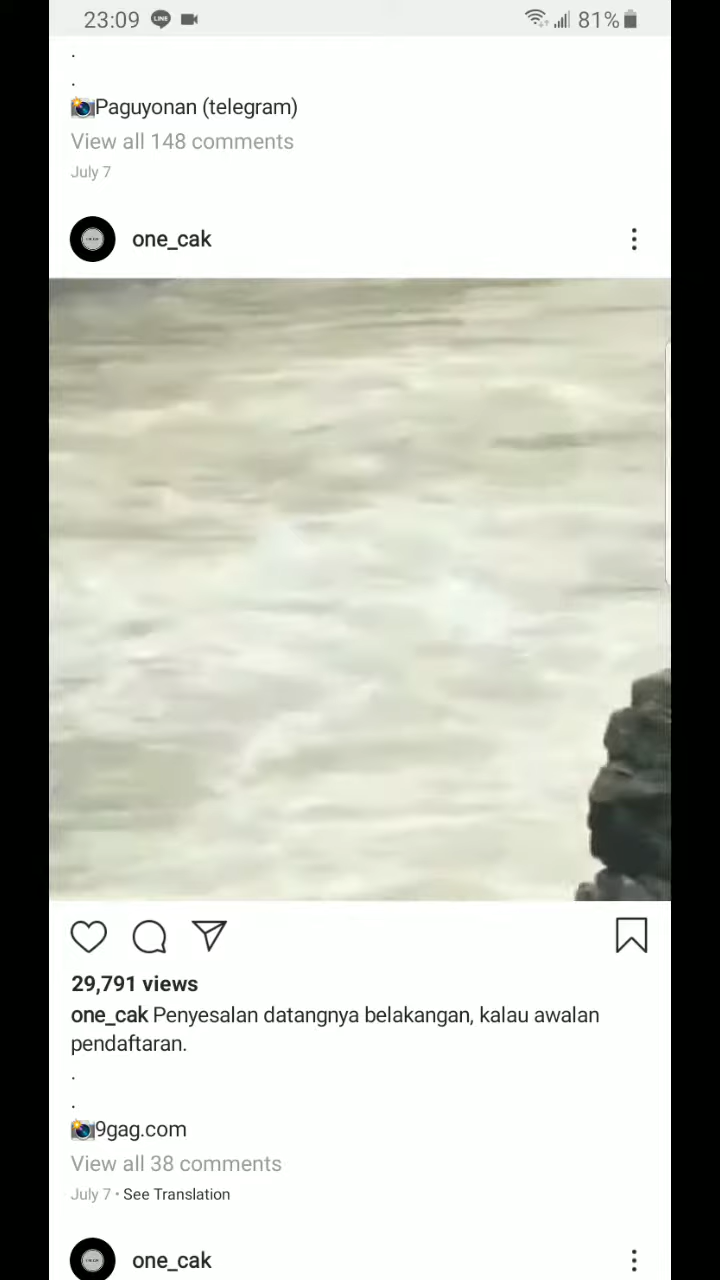 23:09 LINE 81%
.
.
📸Paguyonan (telegram)
View all 148 comments
July 7
one_cak
29,791 views
one_cak Penyesalan datangnya belakangan, kalau awalan
pendaftaran.
.
.
📸9gag.com
View all 38 comments
July 7 • See Translation
one_cak